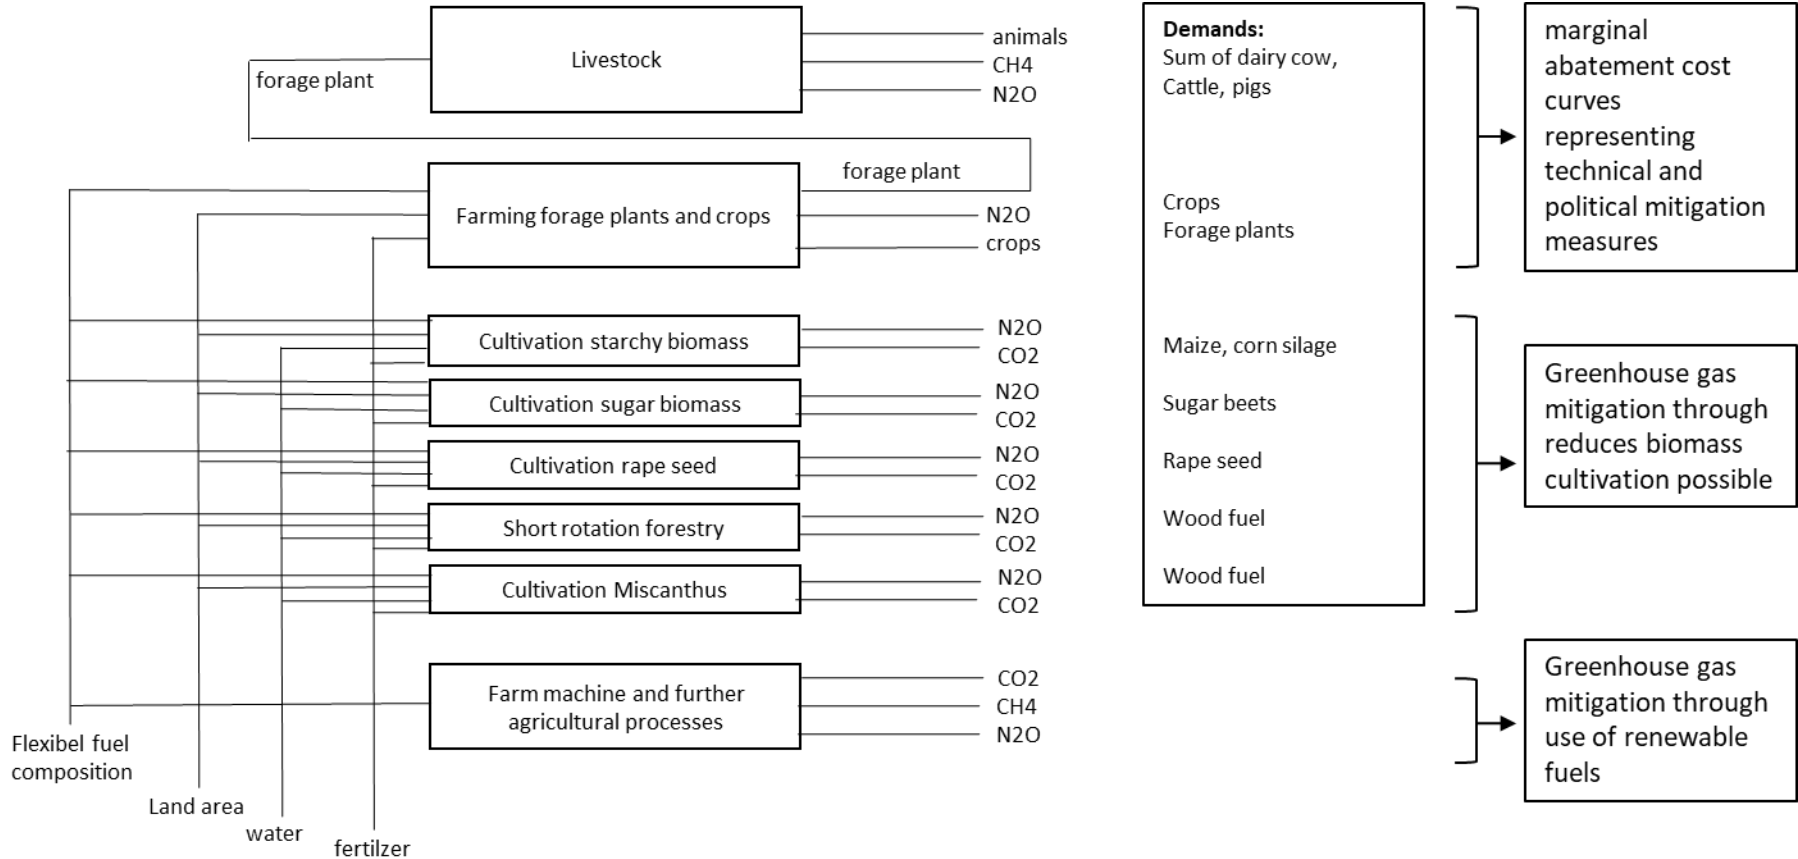 Livestock
forage plant
animals
CH4
N2O
forage plant
Farming forage plants and crops
N2O
crops
Cultivation starchy biomass
N2O
CO2
Cultivation sugar biomass
N2O
CO2
Cultivation rape seed
N2O
CO2
Short rotation forestry
N2O
CO2
Cultivation Miscanthus
N2O
CO2
Farm machine and further
agricultural processes
CO2
CH4
N2O
Flexibel fuel
composition
Land area
water
fertilzer
Demands:
Sum of dairy cow,
Cattle, pigs
Crops
Forage plants
Maize, corn silage
Sugar beets
Rape seed
Wood fuel
Wood fuel
marginal
abatement cost
curves
representing
technical and
political mitigation
measures
Greenhouse gas
mitigation through
reduces biomass
cultivation possible
Greenhouse gas
mitigation through
use of renewable
fuels